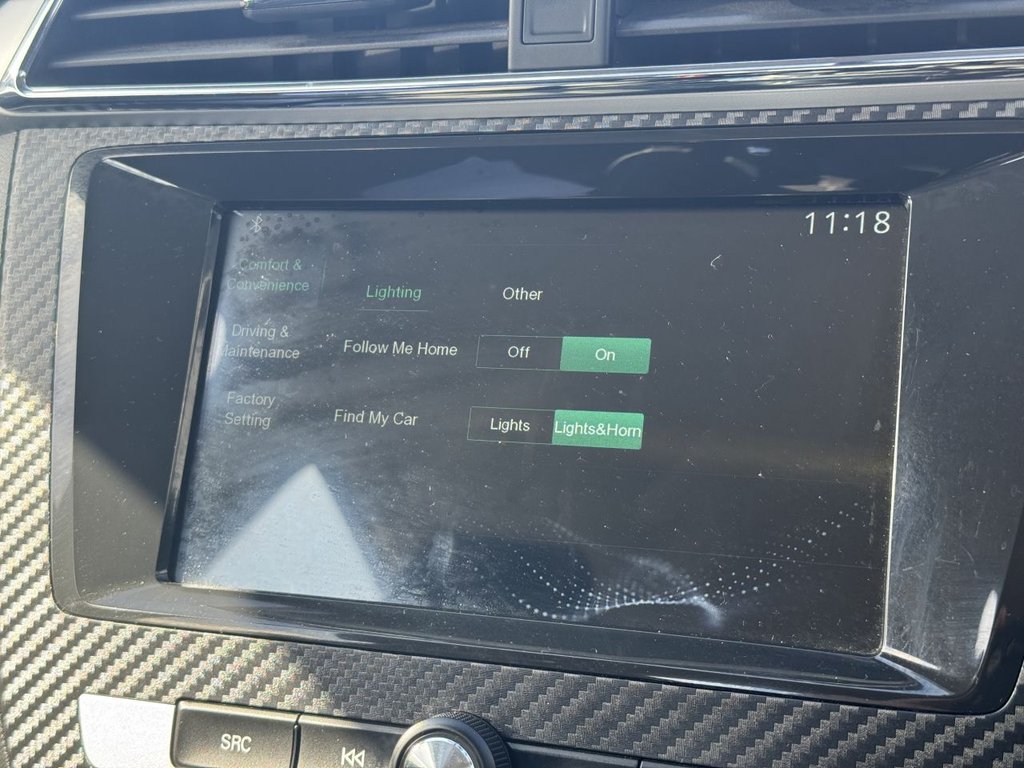 11:18
Comfort &
Convenience
Driving &
Maintenance
Factory
Setting
Lighting
Other
Follow Me Home
Off
On
Find My Car
Lights
Lights&Horn
SRC